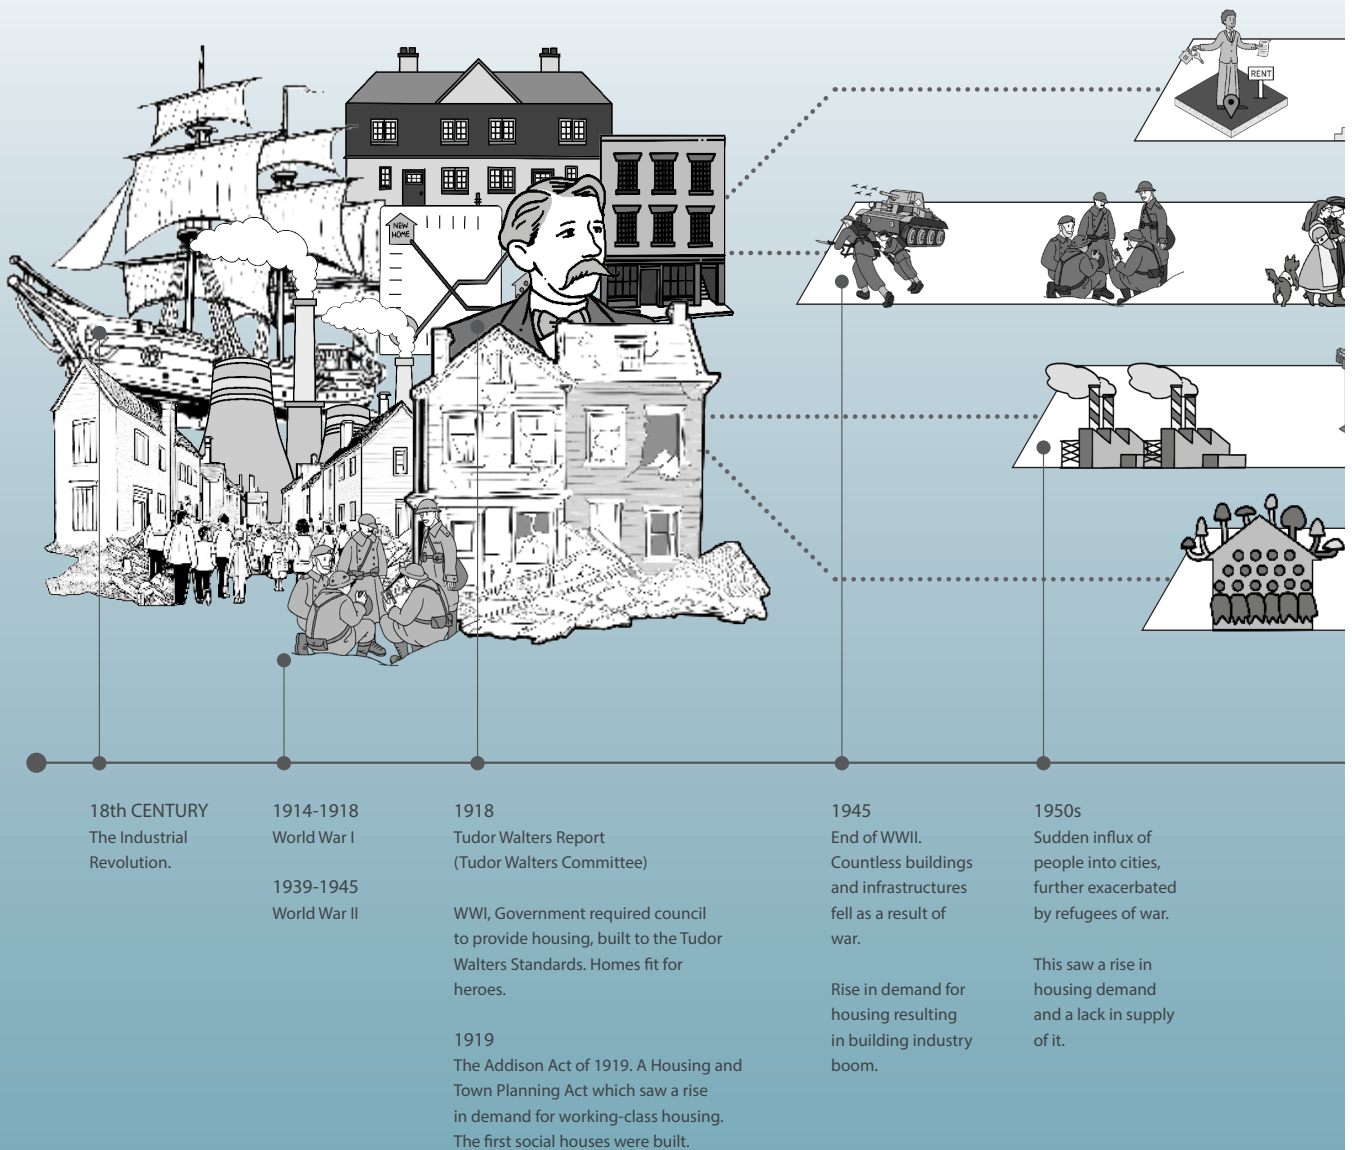 RENT
NEW
HOME
18th CENTURY
The Industrial
Revolution.
1914-1918
World War I
1939-1945
World War II
1918
Tudor Walters Report
(Tudor Walters Committee)
WWI, Government required council
to provide housing, built to the Tudor
Walters Standards. Homes fit for
heroes.
1919
The Addison Act of 1919. A Housing and
Town Planning Act which saw a rise
in demand for working-class housing.
The first social houses were built.
1945
End of WWII.
Countless buildings
and infrastructures
fell as a result of
war.
Rise in demand for
housing resulting
in building industry
boom.
1950s
Sudden influx of
people into cities,
further exacerbated
by refugees of war.
This saw a rise in
housing demand
and a lack in supply
of it.